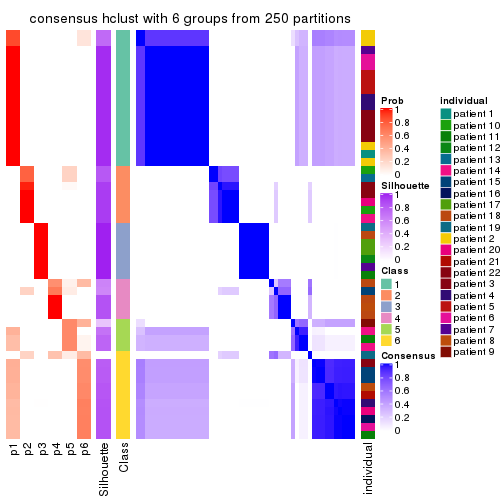 consensus hclust with 6 groups from 250 partitions
p1
p2
p3
p4
p5
p6
Silhouette
Class
individual
Prob
1
0.8
0.6
0.4
0.2
0
Silhouette
1
0.8
0.6
0.4
0.2
0
Class
1
2
3
4
5
6
Consensus
1
0.8
0.6
0.4
0.2
0
individual
patient 1
patient 10
patient 11
patient 12
patient 13
patient 14
patient 15
patient 16
patient 17
patient 18
patient 19
patient 2
patient 20
patient 21
patient 22
patient 3
patient 4
patient 5
patient 6
patient 7
patient 8
patient 9